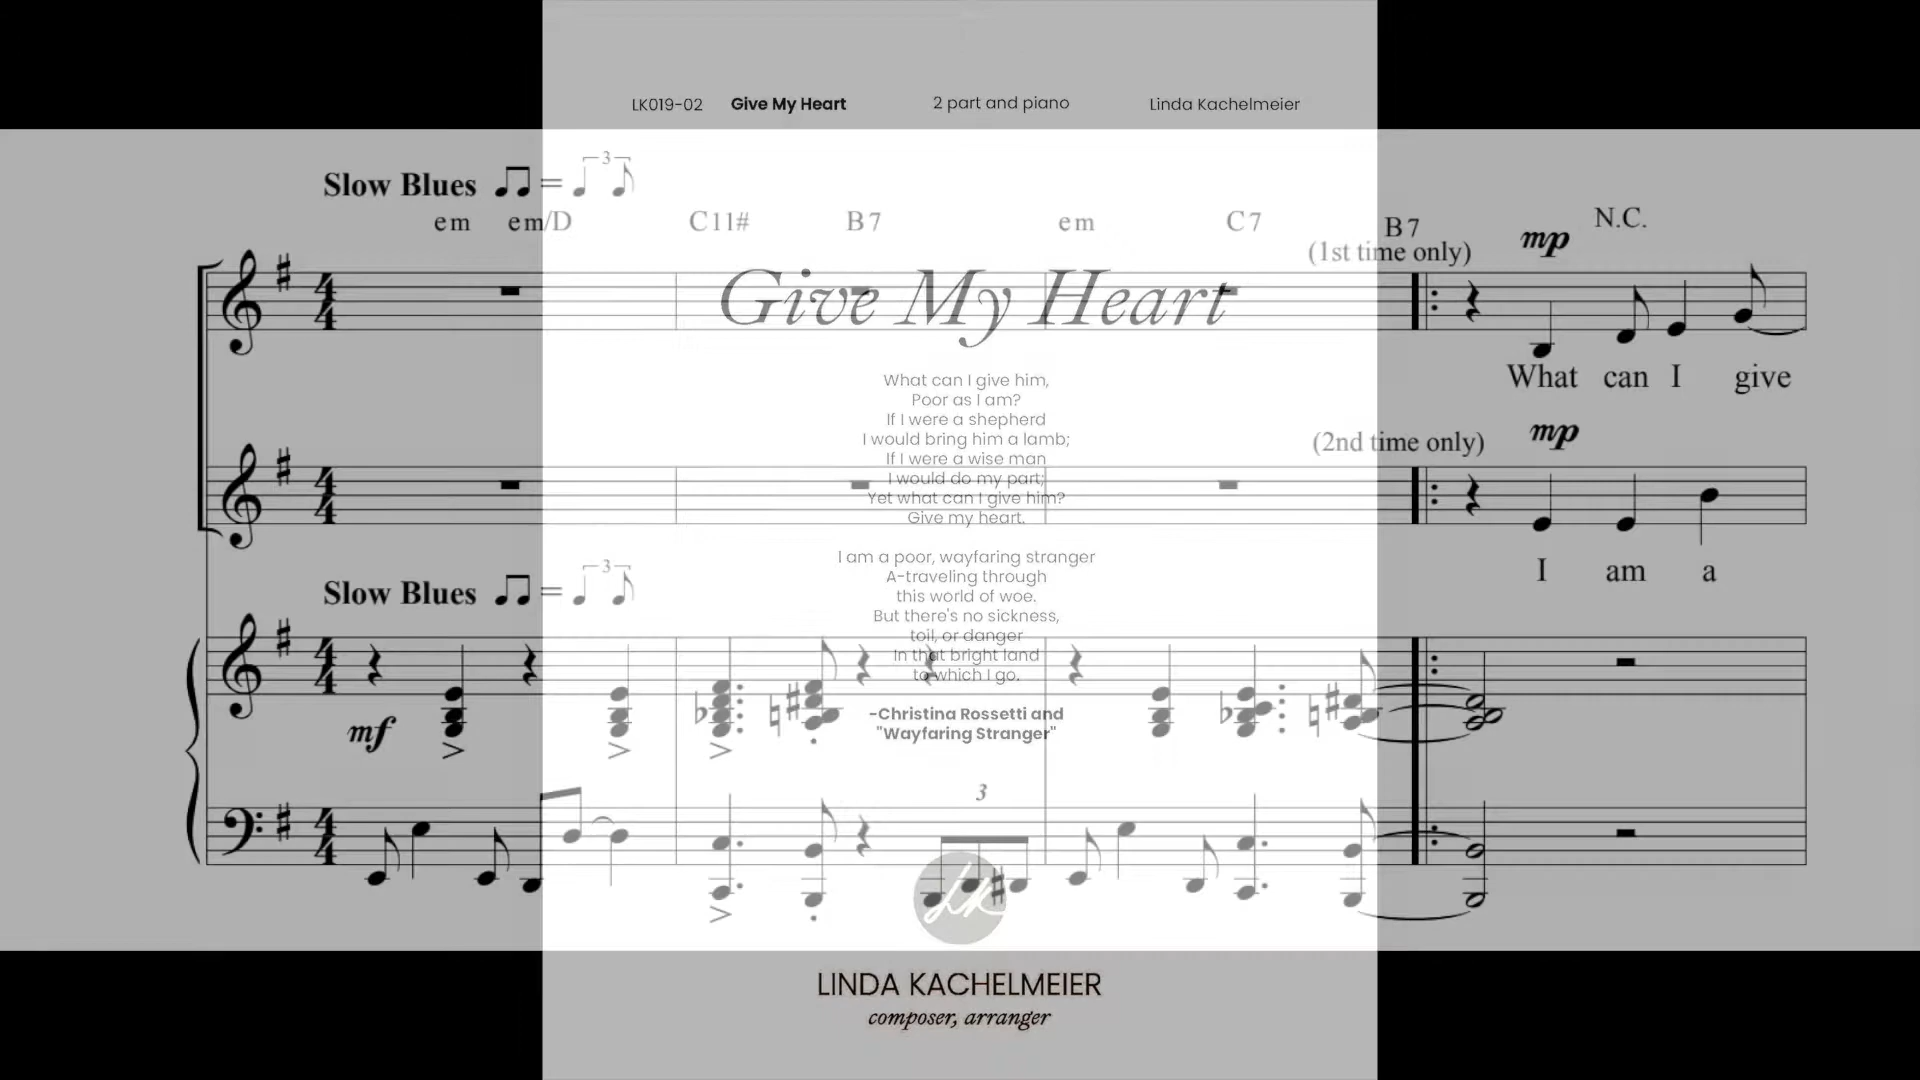 LK019-02 Give My Heart 2 part and piano Linda Kachelmeier
3
Slow Blues =
em em/D C11# B7 em C7 B7 N.C.
(1st time only) mp
Give My Heart
What can I give
What can I give him,
Poor as I am?
If I were a shepherd
I would bring him a lamb;
If I were a wise man
I would do my part;
Yet what can I give him?
Give my heart.
(2nd time only) mp
I am a
I am a poor, wayfaring stranger
A-traveling through
this world of woe.
But there's no sickness,
toil, or danger
In that bright land
to which I go.
-Christina Rossetti and
"Wayfaring Stranger"
3
Slow Blues =
mf
3
LK
LINDA KACHELMEIER
composer, arranger